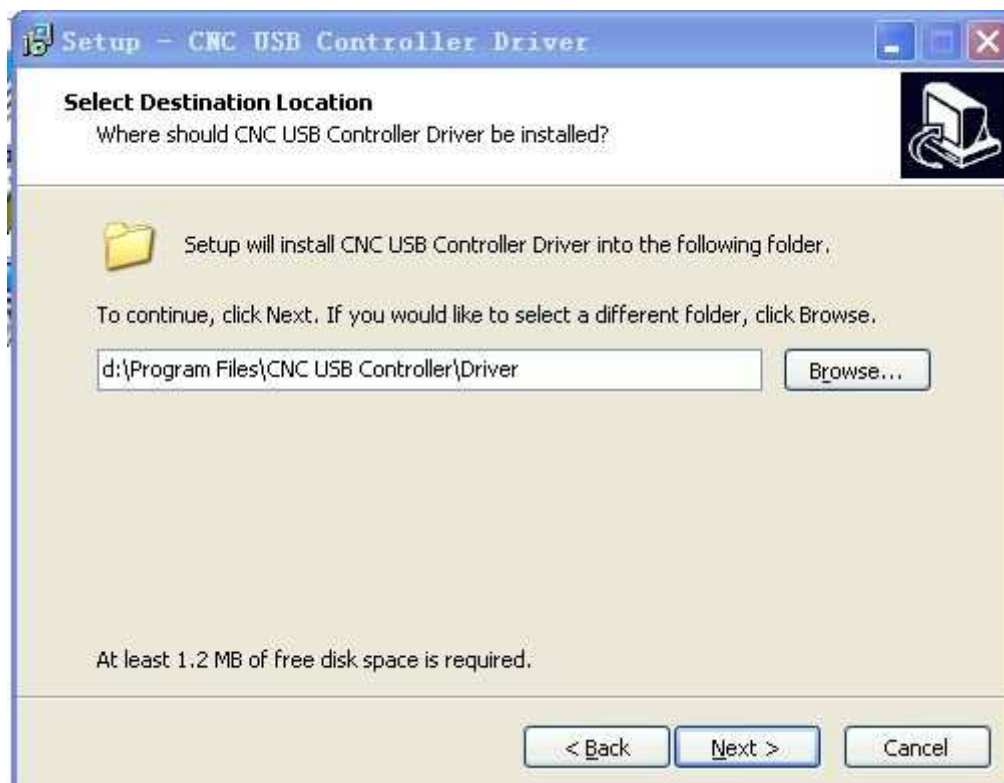 Setup - CNC USB Controller Driver
Select Destination Location
Where should CNC USB Controller Driver be installed?
Setup will install CNC USB Controller Driver into the following folder.
To continue, click Next. If you would like to select a different folder, click Browse.
d:\Program Files\CNC USB Controller\Driver
Browse...
At least 1.2 MB of free disk space is required.
< Back
Next >
Cancel